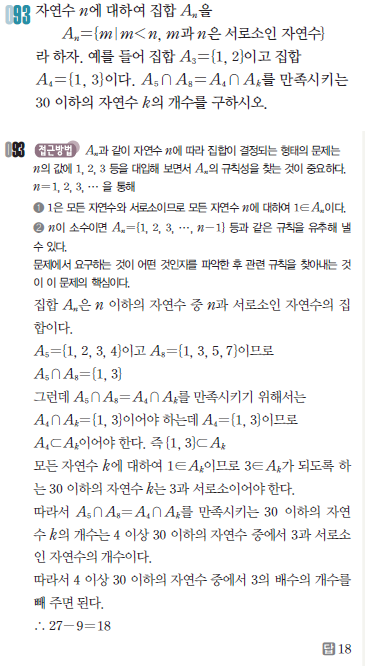 093 자연수 n에 대하여 집합 Aₙ을
Aₙ={m | m<n, m과 n은 서로소인 자연수}
라 하자. 예를 들어 집합 A₃={1, 2}이고 집합
A₄={1, 3}이다. A₅∩A₈=A₄∩Aₖ를 만족시키는
30 이하의 자연수 k의 개수를 구하시오.
093 접근방법 Aₙ과 같이 자연수 n에 따라 집합이 결정되는 형태의 문제는
n의 값에 1, 2, 3 등을 대입해 보면서 Aₙ의 규칙성을 찾는 것이 중요하다.
n=1, 2, 3, … 을 통해
❶ 1은 모든 자연수와 서로소이므로 모든 자연수 n에 대하여 1∈Aₙ이다.
❷ n이 소수이면 Aₙ={1, 2, 3, …, n-1} 등과 같은 규칙을 유추해 낼
수 있다.
문제에서 요구하는 것이 어떤 것인지를 파악한 후 관련 규칙을 찾아내는 것
이 이 문제의 핵심이다.
집합 Aₙ은 n 이하의 자연수 중 n과 서로소인 자연수의 집
합이다.
A₅={1, 2, 3, 4}이고 A₈={1, 3, 5, 7}이므로
A₅∩A₈={1, 3}
그런데 A₅∩A₈=A₄∩Aₖ를 만족시키기 위해서는
A₄∩Aₖ={1, 3}이어야 하는데 A₄={1, 3}이므로
A₄⊂Aₖ이어야 한다. 즉 {1, 3}⊂Aₖ
모든 자연수 k에 대하여 1∈Aₖ이므로 3∈Aₖ가 되도록 하
는 30 이하의 자연수 k는 3과 서로소이어야 한다.
따라서 A₅∩A₈=A₄∩Aₖ를 만족시키는 30 이하의 자연
수 k의 개수는 4 이상 30 이하의 자연수 중에서 3과 서로소
인 자연수의 개수이다.
따라서 4 이상 30 이하의 자연수 중에서 3의 배수의 개수를
빼 주면 된다.
∴ 27-9=18
답 18